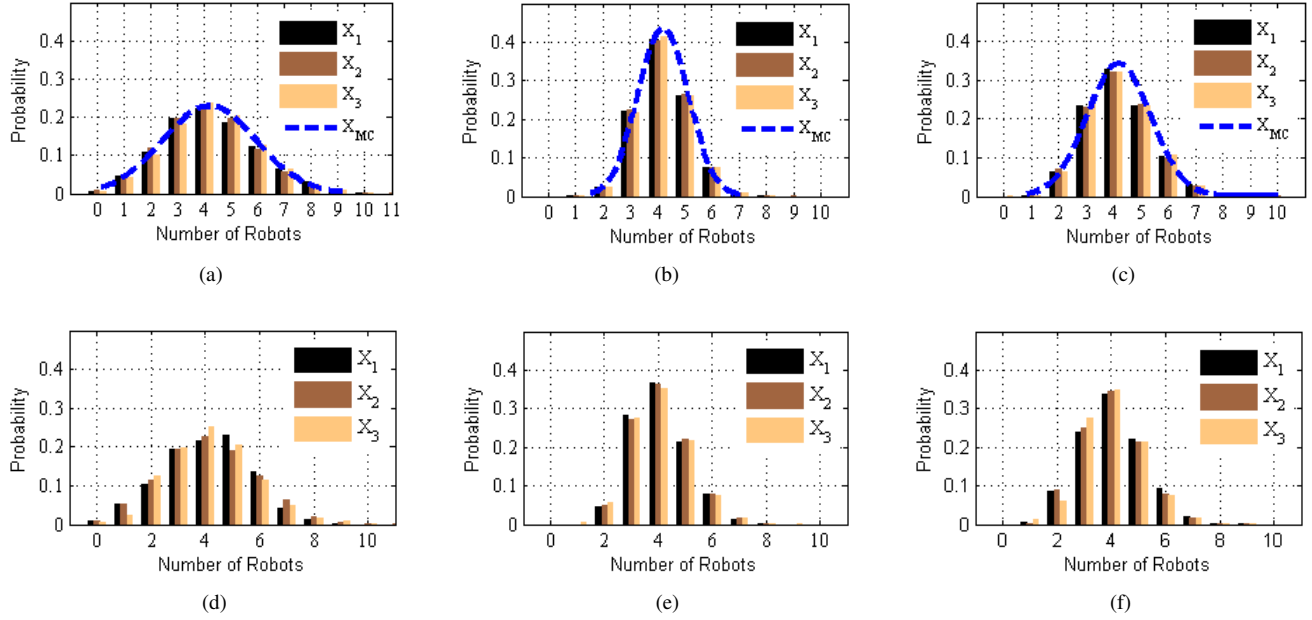 Probability
0.4
0.3
0.2
0.1
0
0 1 2 3 4 5 6 7 8 9 10 11
Number of Robots
X1
X2
X3
XMC
(a)
Probability
0.4
0.3
0.2
0.1
0
0 1 2 3 4 5 6 7 8 9 10
Number of Robots
X1
X2
X3
XMC
(b)
Probability
0.4
0.3
0.2
0.1
0
0 1 2 3 4 5 6 7 8 9 10
Number of Robots
X1
X2
X3
XMC
(c)
Probability
0.4
0.3
0.2
0.1
0
0 2 4 6 8 10
Number of Robots
X1
X2
X3
(d)
Probability
0.4
0.3
0.2
0.1
0
0 2 4 6 8 10
Number of Robots
X1
X2
X3
(e)
Probability
0.4
0.3
0.2
0.1
0
0 2 4 6 8 10
Number of Robots
X1
X2
X3
(f)